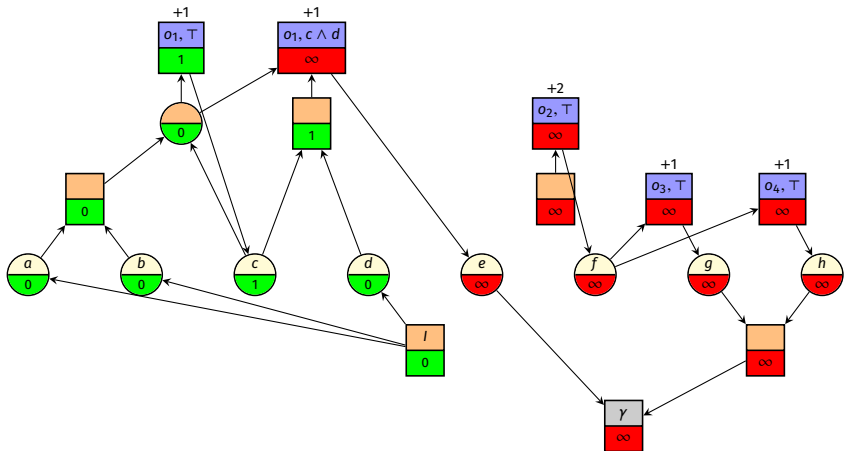 +1 +1
o₁, ⊤ o₁, c ∧ d
1 ∞
+2
o₂, ⊤
0 1 ∞
+1 +1
o₃, ⊤ o₄, ⊤
0 ∞ ∞ ∞
a b c d e f g h
0 0 1 0 ∞ ∞ ∞ ∞
I
0 ∞
γ
∞